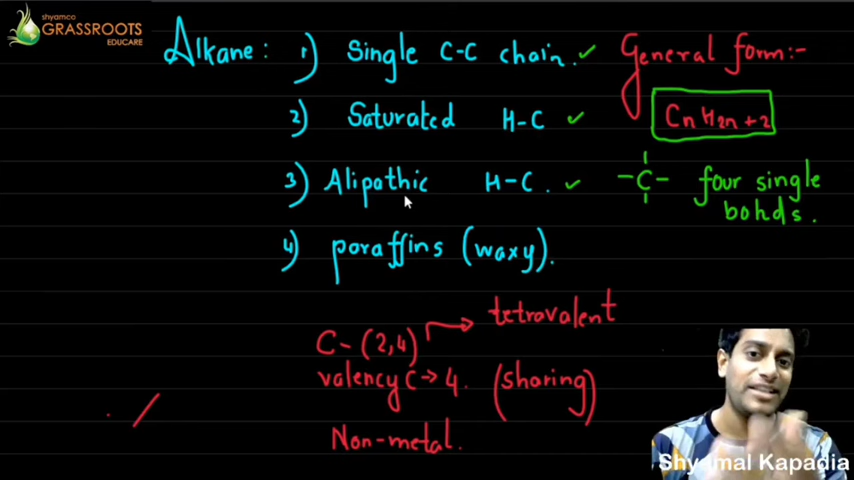 shyamco
GRASSROOTS
EDUCARE
Alkane: 1) Single C-C chain. ✓
2) Saturated H-C ✓
3) Alipathic H-C. ✓
4) poraffins (waxy).
General form:-
CnH2n+2
-C- four single
bonds.
C-(2,4) → tetravalent
valency C→4. (sharing)
Non-metal.
Shyamal Kapadia